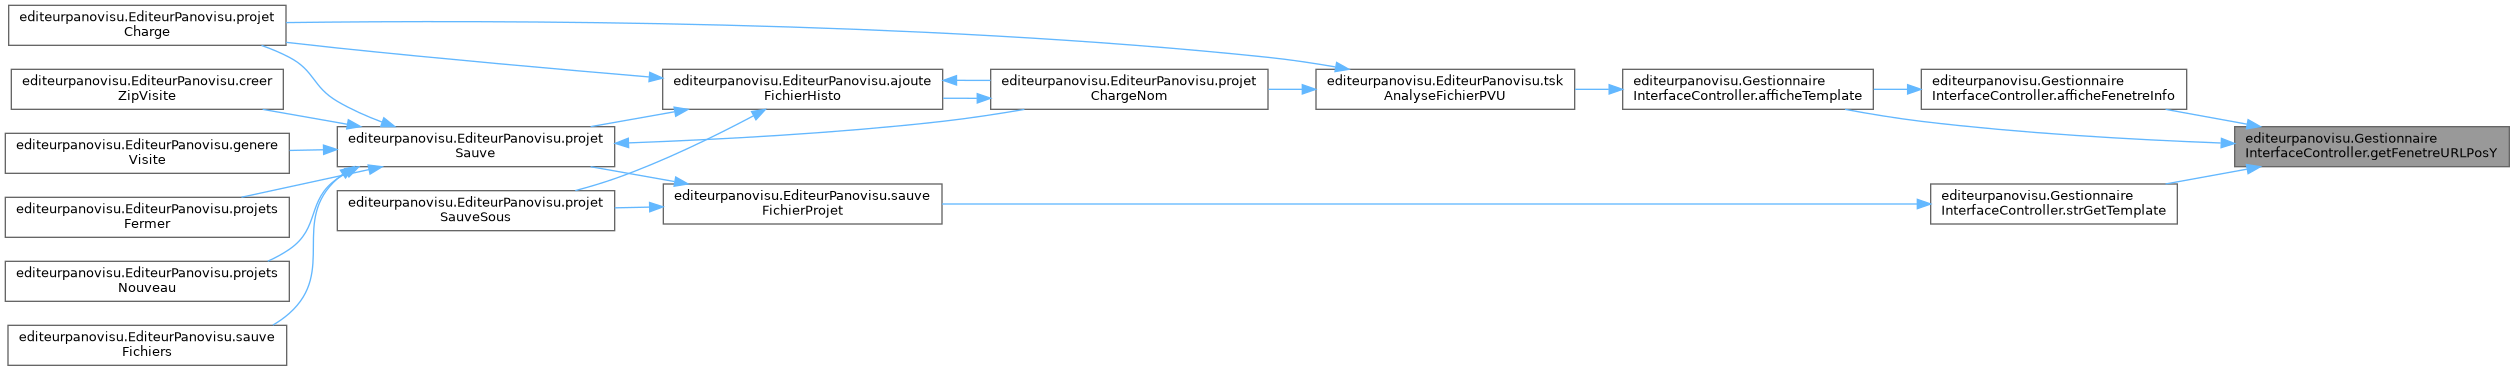 editeurpanovisu.EditeurPanovisu.projet
Charge
editeurpanovisu.EditeurPanovisu.creer
ZipVisite
editeurpanovisu.EditeurPanovisu.genere
Visite
editeurpanovisu.EditeurPanovisu.projets
Fermer
editeurpanovisu.EditeurPanovisu.projets
Nouveau
editeurpanovisu.EditeurPanovisu.sauve
Fichiers
editeurpanovisu.EditeurPanovisu.projet
Sauve
editeurpanovisu.EditeurPanovisu.projet
SauveSous
editeurpanovisu.EditeurPanovisu.ajoute
FichierHisto
editeurpanovisu.EditeurPanovisu.sauve
FichierProjet
editeurpanovisu.EditeurPanovisu.projet
ChargeNom
editeurpanovisu.EditeurPanovisu.tsk
AnalyseFichierPVU
editeurpanovisu.Gestionnaire
InterfaceController.afficheTemplate
editeurpanovisu.Gestionnaire
InterfaceController.afficheFenetreInfo
editeurpanovisu.Gestionnaire
InterfaceController.strGetTemplate
editeurpanovisu.Gestionnaire
InterfaceController.getFenetreURLPosY